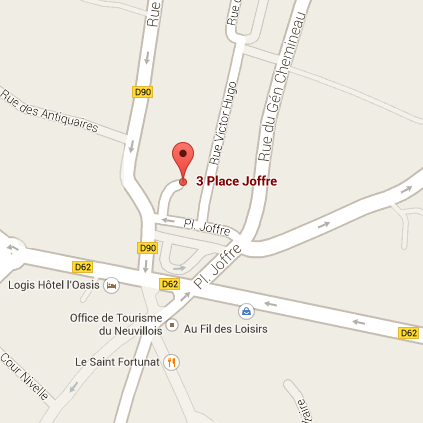 Rue
Rue du
D90
Rue des Antiquaires
Rue Victor Hugo
Rue du Gén Chemineau
3 Place Joffre
Pl. Joffre
D90
Pl. Joffre
D62
D62
Logis Hôtel l'Oasis
Office de Tourisme
du Neuvillois
Au Fil des Loisirs
D62
Le Saint Fortunat
Cour Nivelle